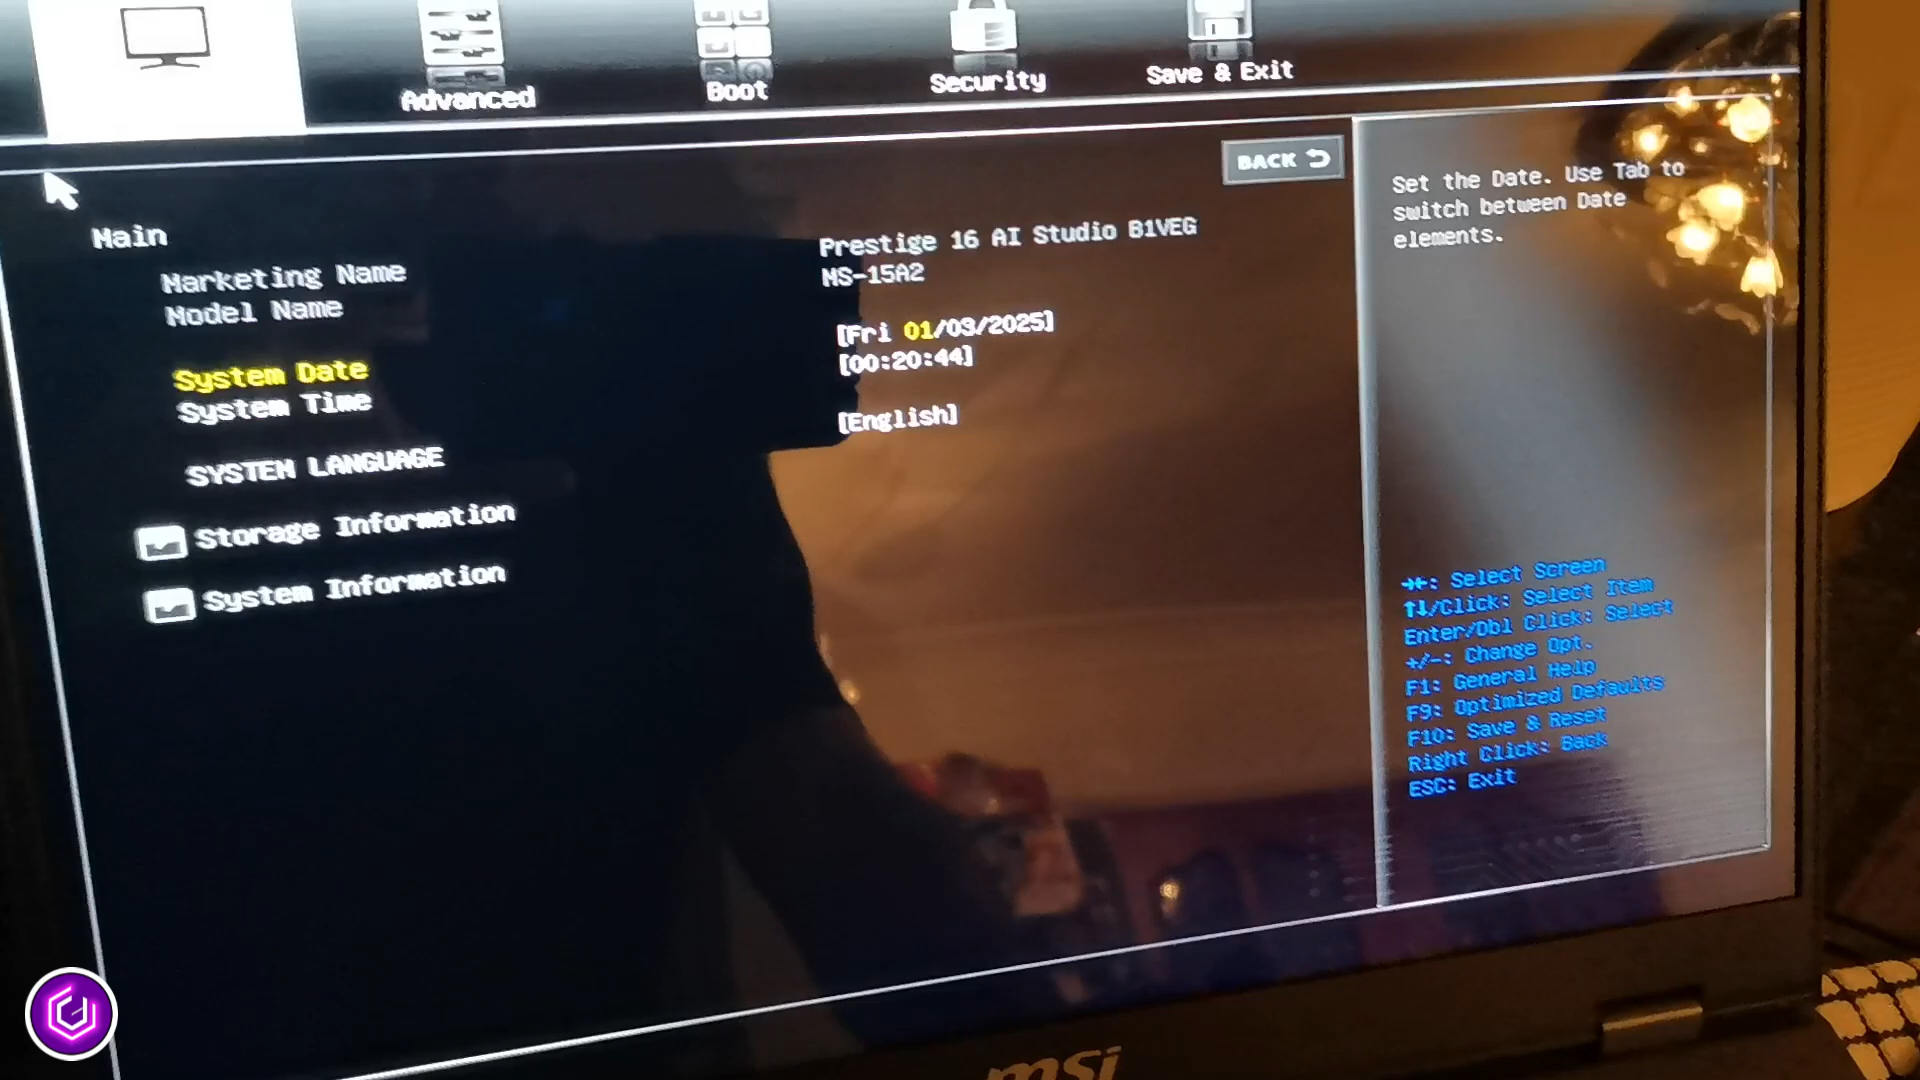 Advanced
Boot
Security
Save & Exit
BACK
Main
Marketing Name
Prestige 16 AI Studio B1VEG
Model Name
MS-15A2
System Date
[Fri 01/03/2025]
System Time
[00:20:44]
SYSTEM LANGUAGE
[English]
Storage Information
System Information
Set the Date. Use Tab to
switch between Date
elements.
→←: Select Screen
↑↓/Click: Select Item
Enter/Dbl Click: Select
+/-: Change Opt.
F1: General Help
F9: Optimized Defaults
F10: Save & Reset
Right Click: Back
ESC: Exit
msi